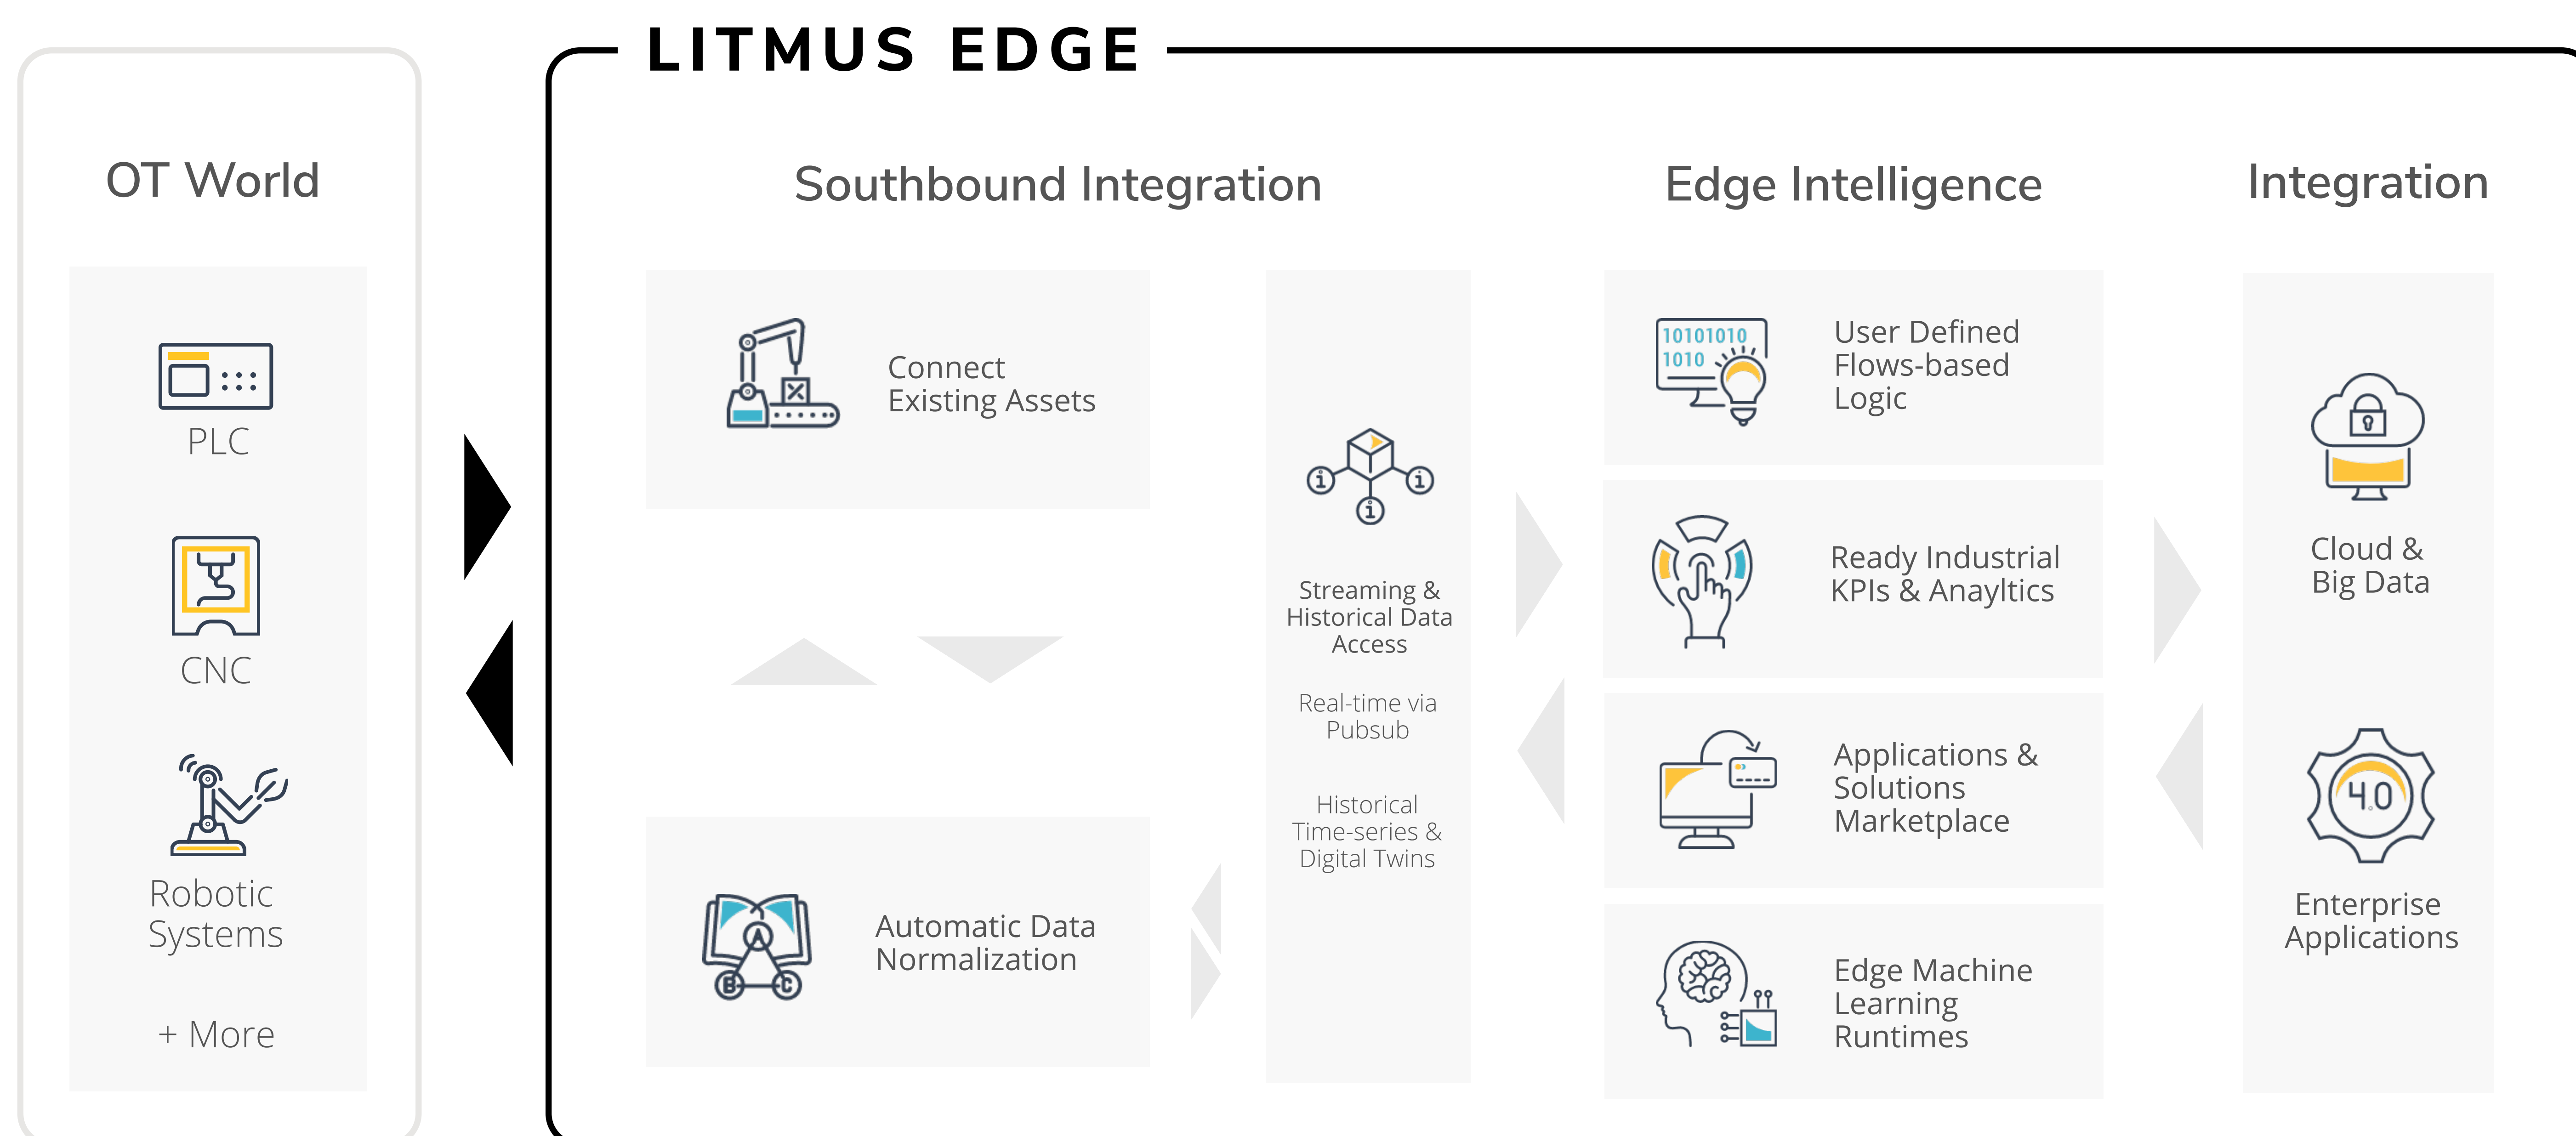 LITMUS EDGE
OT World
PLC
CNC
Robotic
Systems
+ More
Southbound Integration
Connect
Existing Assets
Automatic Data
Normalization
A
B
C
i
i
i
Streaming &
Historical Data
Access
Real-time via
Pubsub
Historical
Time-series &
Digital Twins
Edge Intelligence
10101010
1010
User Defined
Flows-based
Logic
Ready Industrial
KPIs & Anayltics
Applications &
Solutions
Marketplace
Edge Machine
Learning
Runtimes
Integration
Cloud &
Big Data
4.0
Enterprise
Applications